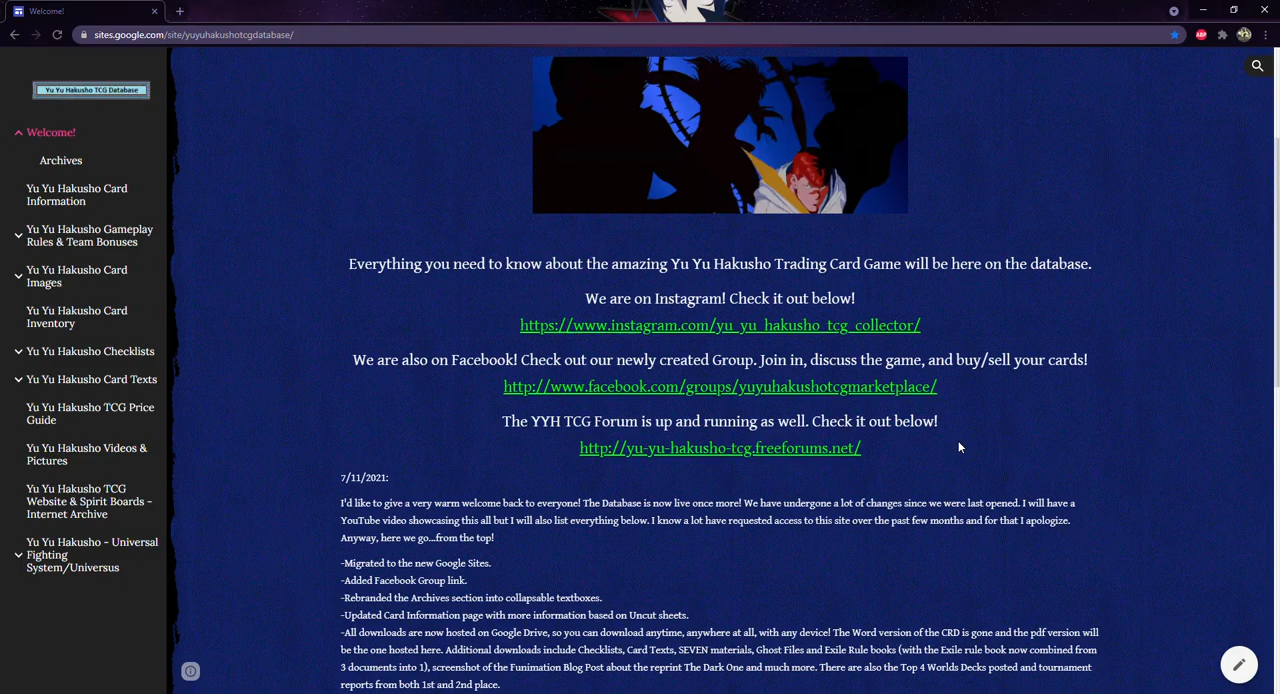 Welcome!
sites.google.com/site/yuyuhakushotcgdatabase/
ABP
Yu Yu Hakusho TCG Database
Welcome!
Archives
Yu Yu Hakusho Card
Information
Yu Yu Hakusho Gameplay
Rules & Team Bonuses
Yu Yu Hakusho Card
Images
Yu Yu Hakusho Card
Inventory
Yu Yu Hakusho Checklists
Yu Yu Hakusho Card Texts
Yu Yu Hakusho TCG Price
Guide
Yu Yu Hakusho Videos &
Pictures
Yu Yu Hakusho TCG
Website & Spirit Boards -
Internet Archive
Yu Yu Hakusho - Universal
Fighting
System/Universus
Everything you need to know about the amazing Yu Yu Hakusho Trading Card Game will be here on the database.
We are on Instagram! Check it out below!
https://www.instagram.com/yu_yu_hakusho_tcg_collector/
We are also on Facebook! Check out our newly created Group. Join in, discuss the game, and buy/sell your cards!
http://www.facebook.com/groups/yuyuhakushotcgmarketplace/
The YYH TCG Forum is up and running as well. Check it out below!
http://yu-yu-hakusho-tcg.freeforums.net/
7/11/2021:
I'd like to give a very warm welcome back to everyone! The Database is now live once more! We have undergone a lot of changes since we were last opened. I will have a
YouTube video showcasing this all but I will also list everything below. I know a lot have requested access to this site over the past few months and for that I apologize.
Anyway, here we go...from the top!
-Migrated to the new Google Sites.
-Added Facebook Group link.
-Rebranded the Archives section into collapsable textboxes.
-Updated Card Information page with more information based on Uncut sheets.
-All downloads are now hosted on Google Drive, so you can download anytime, anywhere at all, with any device! The Word version of the CRD is gone and the pdf version will
be the one hosted here. Additional downloads include Checklists, Card Texts, SEVEN materials, Ghost Files and Exile Rule books (with the Exile rule book now combined from
3 documents into 1), screenshot of the Funimation Blog Post about the reprint The Dark One and much more. There are also the Top 4 Worlds Decks posted and tournament
reports from both 1st and 2nd place.